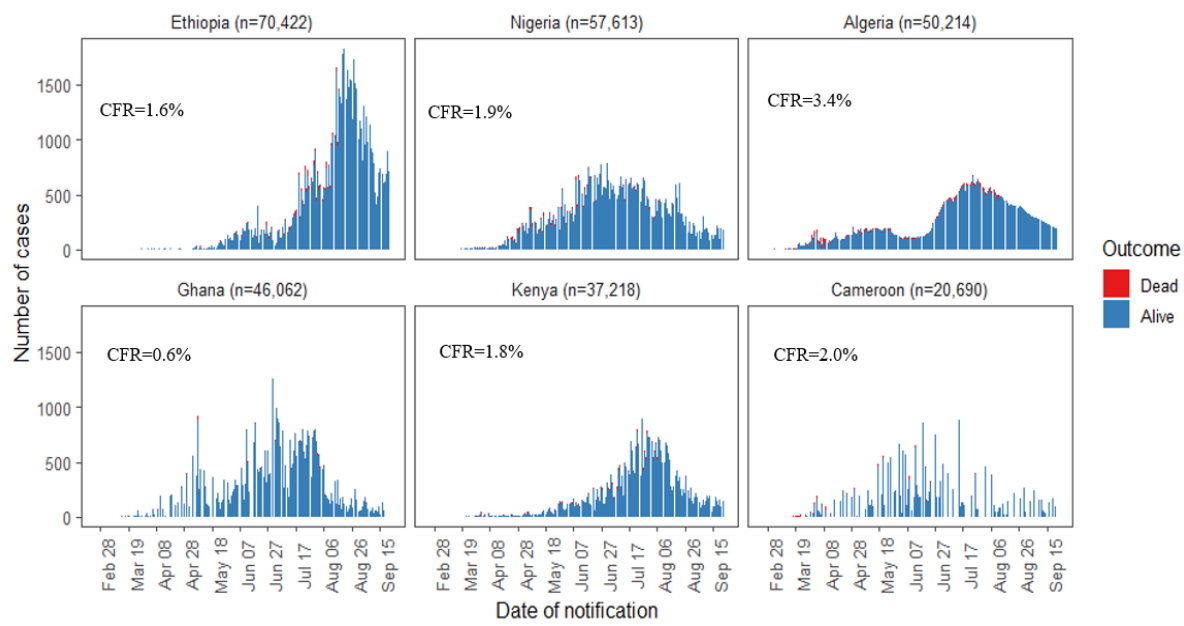 Ethiopia (n=70,422)
Nigeria (n=57,613)
Algeria (n=50,214)
1500
1000
500
0
CFR=1.6%
CFR=1.9%
CFR=3.4%
Number of cases
Ghana (n=46,062)
Kenya (n=37,218)
Cameroon (n=20,690)
1500
1000
500
0
CFR=0.6%
CFR=1.8%
CFR=2.0%
Feb 28
Mar 19
Apr 08
Apr 28
May 18
Jun 07
Jun 27
Jul 17
Aug 06
Aug 26
Sep 15
Feb 28
Mar 19
Apr 08
Apr 28
May 18
Jun 07
Jun 27
Jul 17
Aug 06
Aug 26
Sep 15
Feb 28
Mar 19
Apr 08
Apr 28
May 18
Jun 07
Jun 27
Jul 17
Aug 06
Aug 26
Sep 15
Date of notification
Outcome
Dead
Alive